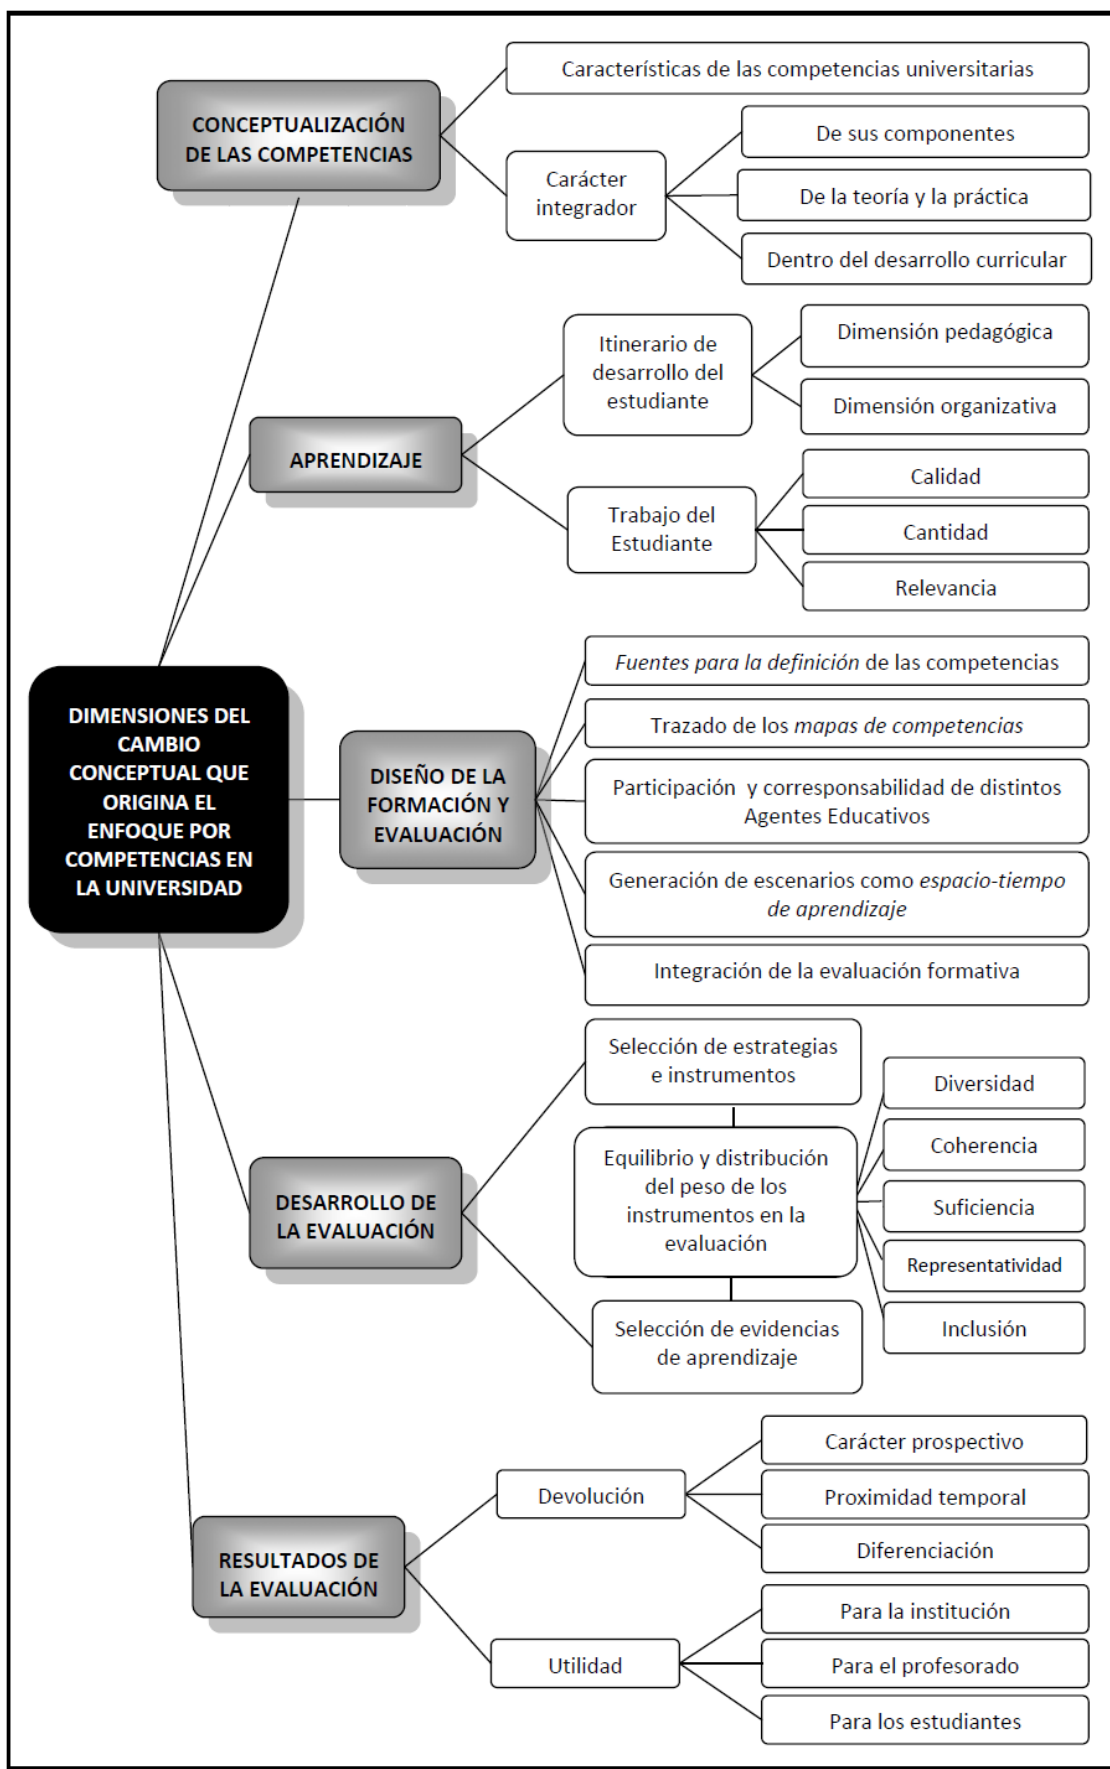 Características de las competencias universitarias
CONCEPTUALIZACIÓN
DE LAS COMPETENCIAS
De sus componentes
Carácter
integrador
De la teoría y la práctica
Dentro del desarrollo curricular
Itinerario de
desarrollo del
estudiante
Dimensión pedagógica
Dimensión organizativa
APRENDIZAJE
Trabajo del
Estudiante
Calidad
Cantidad
Relevancia
DIMENSIONES DEL
CAMBIO
CONCEPTUAL QUE
ORIGINA EL
ENFOQUE POR
COMPETENCIAS EN
LA UNIVERSIDAD
DISEÑO DE LA
FORMACIÓN Y
EVALUACIÓN
Fuentes para la definición de las competencias
Trazado de los mapas de competencias
Participación y corresponsabilidad de distintos
Agentes Educativos
Generación de escenarios como espacio-tiempo
de aprendizaje
Integración de la evaluación formativa
DESARROLLO DE
LA EVALUACIÓN
Selección de estrategias
e instrumentos
Equilibrio y distribución
del peso de los
instrumentos en la
evaluación
Diversidad
Coherencia
Suficiencia
Representatividad
Inclusión
Selección de evidencias
de aprendizaje
RESULTADOS DE
LA EVALUACIÓN
Devolución
Carácter prospectivo
Proximidad temporal
Diferenciación
Utilidad
Para la institución
Para el profesorado
Para los estudiantes